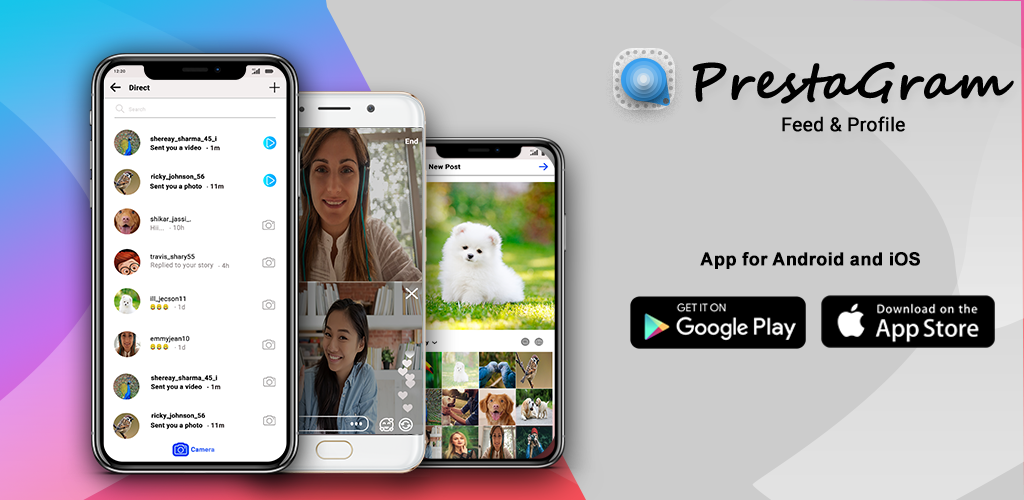 12:30
Direct
Search
shereay_sharma_45_i
Sent you a video · 1m
ricky_johnson_56
Sent you a photo · 11m
shikar_jassi_.
Hii... · 10h
travis_shary55
Replied to your story · 4h
ill_jecson11
· 1d
emmyjean10
· 1d
shereay_sharma_45_i
Sent you a video · 1m
ricky_johnson_56
Sent you a photo · 11m
Camera
End
New Post
PrestaGram
Feed & Profile
App for Android and iOS
GET IT ON
Google Play
Download on the
App Store